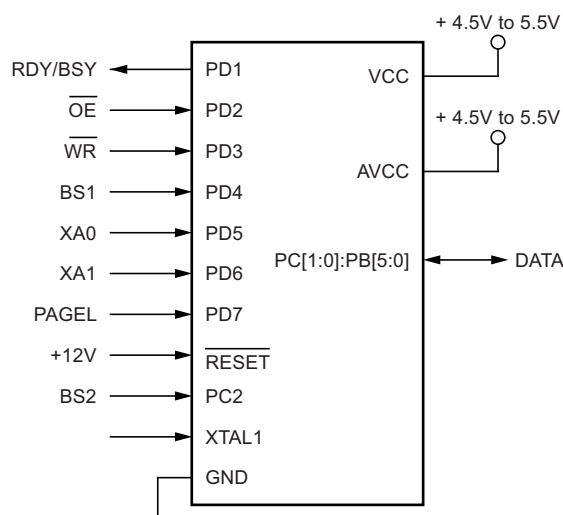 + 4.5V to 5.5V
RDY/BSY PD1 VCC
OE PD2
+ 4.5V to 5.5V
WR PD3
BS1 PD4 AVCC
XA0 PD5
XA1 PD6 PC[1:0]:PB[5:0] DATA
PAGEL PD7
+12V RESET
BS2 PC2
XTAL1
GND